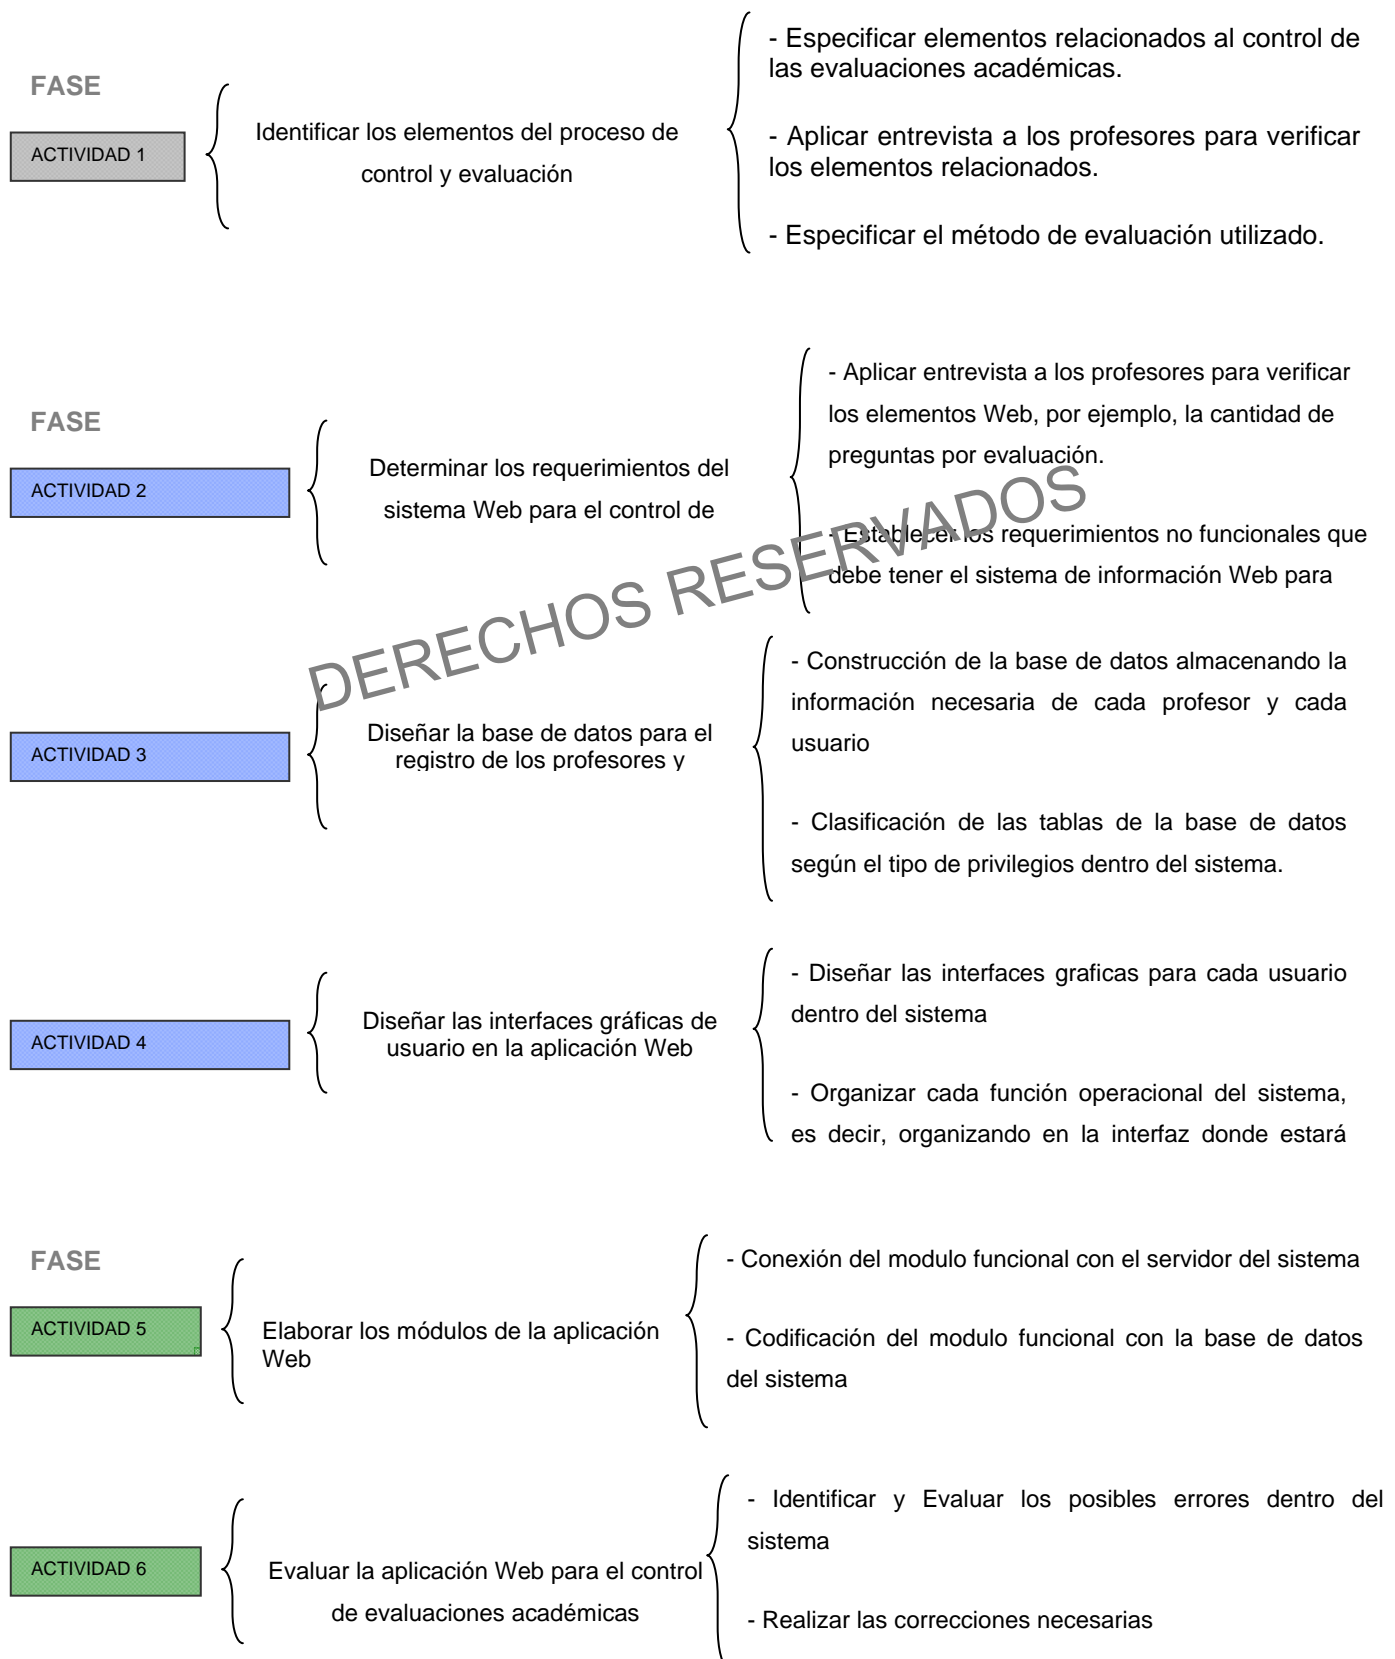 FASE
ACTIVIDAD 1
Identificar los elementos del proceso de
control y evaluación
- Especificar elementos relacionados al control de
las evaluaciones académicas.
- Aplicar entrevista a los profesores para verificar
los elementos relacionados.
- Especificar el método de evaluación utilizado.
FASE
ACTIVIDAD 2
Determinar los requerimientos del
sistema Web para el control de
- Aplicar entrevista a los profesores para verificar
los elementos Web, por ejemplo, la cantidad de
preguntas por evaluación.
- Establecer los requerimientos no funcionales que
debe tener el sistema de información Web para
DERECHOS RESERVADOS
ACTIVIDAD 3
Diseñar la base de datos para el
registro de los profesores y
- Construcción de la base de datos almacenando la
información necesaria de cada profesor y cada
usuario
- Clasificación de las tablas de la base de datos
según el tipo de privilegios dentro del sistema.
ACTIVIDAD 4
Diseñar las interfaces gráficas de
usuario en la aplicación Web
- Diseñar las interfaces graficas para cada usuario
dentro del sistema
- Organizar cada función operacional del sistema,
es decir, organizando en la interfaz donde estará
FASE
ACTIVIDAD 5
Elaborar los módulos de la aplicación
Web
- Conexión del modulo funcional con el servidor del sistema
- Codificación del modulo funcional con la base de datos
del sistema
ACTIVIDAD 6
Evaluar la aplicación Web para el control
de evaluaciones académicas
- Identificar y Evaluar los posibles errores dentro del
sistema
- Realizar las correcciones necesarias